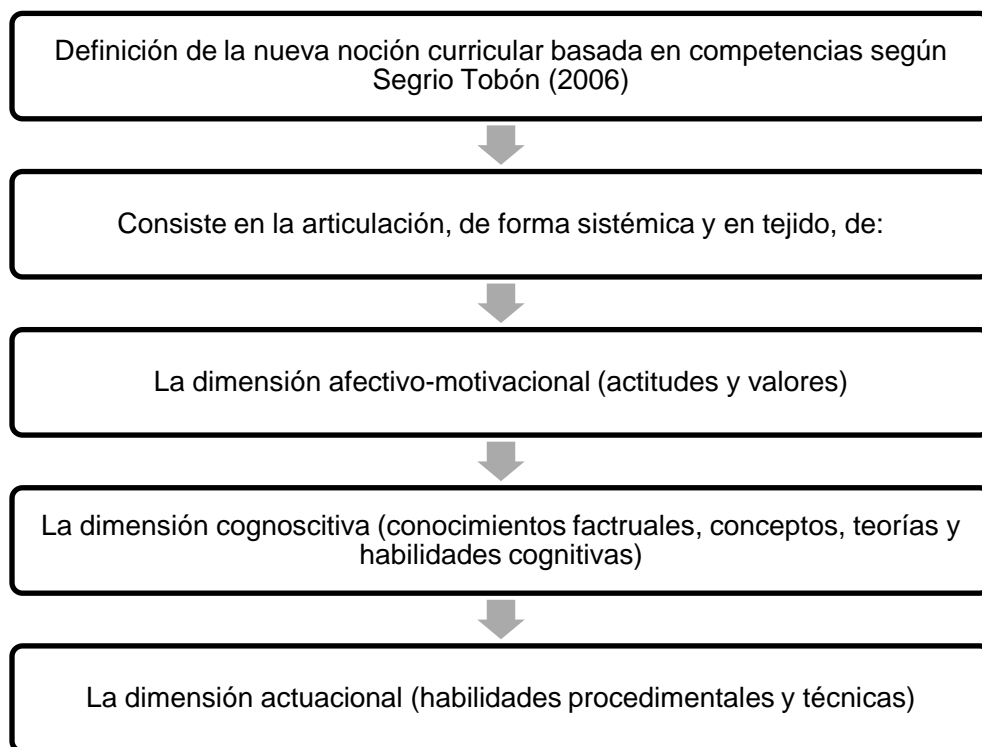 Definición de la nueva noción curricular basada en competencias según
Segrio Tobón (2006)
Consiste en la articulación, de forma sistémica y en tejido, de:
La dimensión afectivo-motivacional (actitudes y valores)
La dimensión cognoscitiva (conocimientos factruales, conceptos, teorías y
habilidades cognitivas)
La dimensión actuacional (habilidades procedimentales y técnicas)